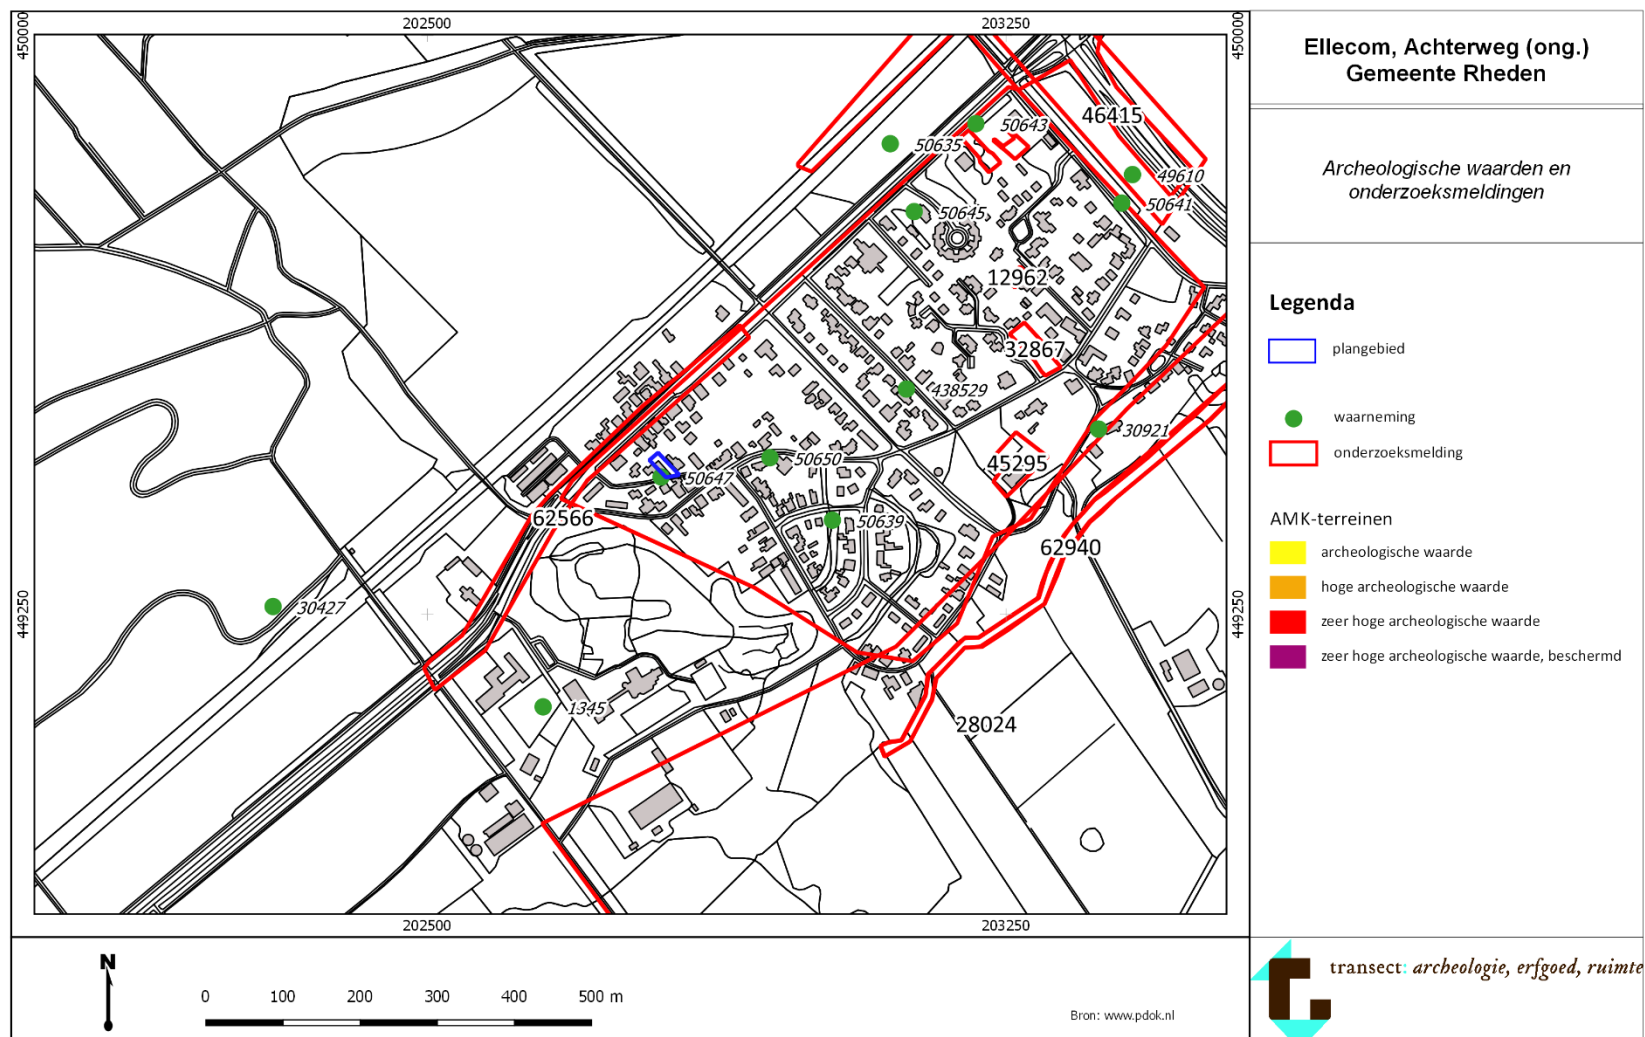 202500
203250
450000
450000
449250
449250
46415
50643
50635
49610
50641
50645
12962
32867
438529
30921
45295
50650
50647
62566
50639
62940
30427
1345
28024
202500
203250
N
0 100 200 300 400 500 m
Bron: www.pdok.nl
Ellecom, Achterweg (ong.)
Gemeente Rheden
Archeologische waarden en
onderzoeksmeldingen
Legenda
plangebied
waarneming
onderzoeksmelding
AMK-terreinen
archeologische waarde
hoge archeologische waarde
zeer hoge archeologische waarde
zeer hoge archeologische waarde, beschermd
transect: archeologie, erfgoed, ruimte